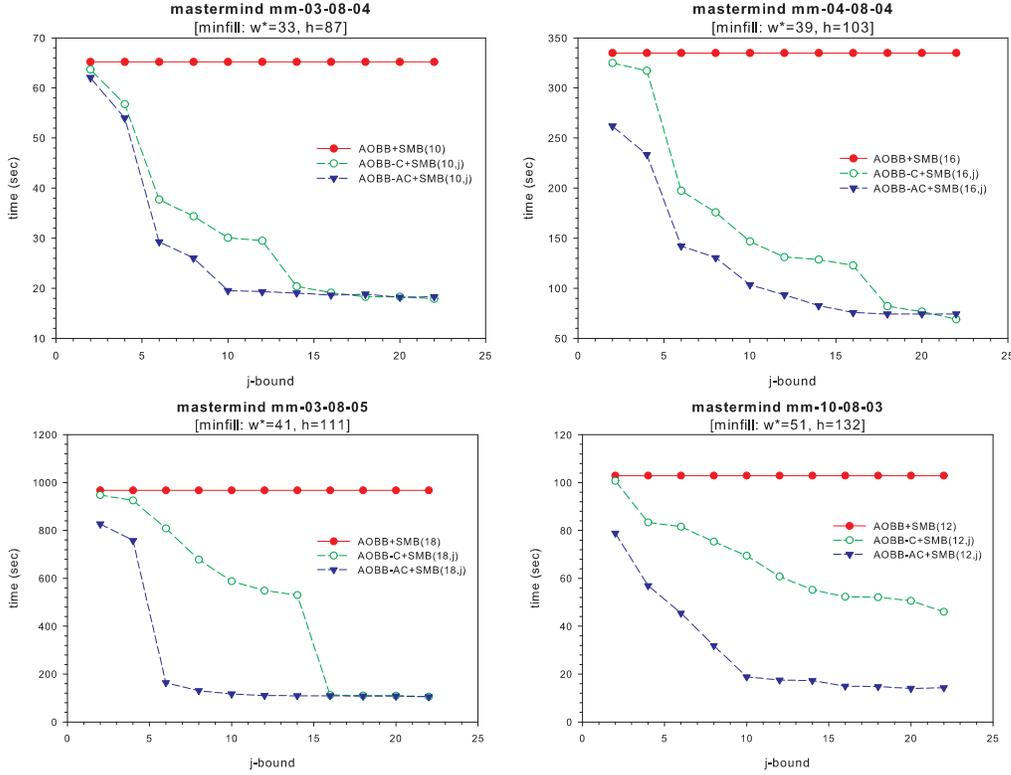 mastermind mm-03-08-04
[minfill: w*=33, h=87]
70
60
50
40
30
20
10
time (sec)
AOBB+SMB(10)
AOBB-C+SMB(10,j)
AOBB-AC+SMB(10,j)
0
5
10
15
20
25
j-bound
mastermind mm-04-08-04
[minfill: w*=39, h=103]
350
300
250
200
150
100
50
time (sec)
AOBB+SMB(16)
AOBB-C+SMB(16,j)
AOBB-AC+SMB(16,j)
0
5
10
15
20
25
j-bound
mastermind mm-03-08-05
[minfill: w*=41, h=111]
1200
1000
800
600
400
200
0
time (sec)
AOBB+SMB(18)
AOBB-C+SMB(18,j)
AOBB-AC+SMB(18,j)
0
5
10
15
20
25
j-bound
mastermind mm-10-08-03
[minfill: w*=51, h=132]
120
100
80
60
40
20
0
time (sec)
AOBB+SMB(12)
AOBB-C+SMB(12,j)
AOBB-AC+SMB(12,j)
0
5
10
15
20
25
j-bound